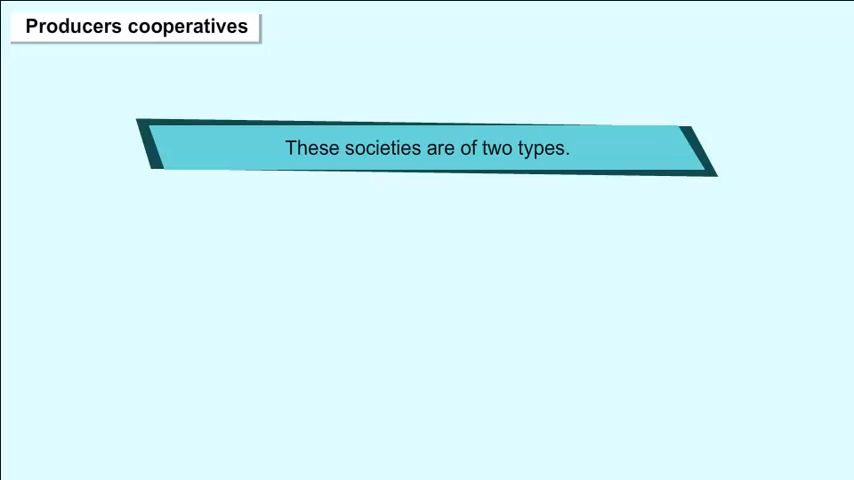 Producers cooperatives
These societies are of two types.